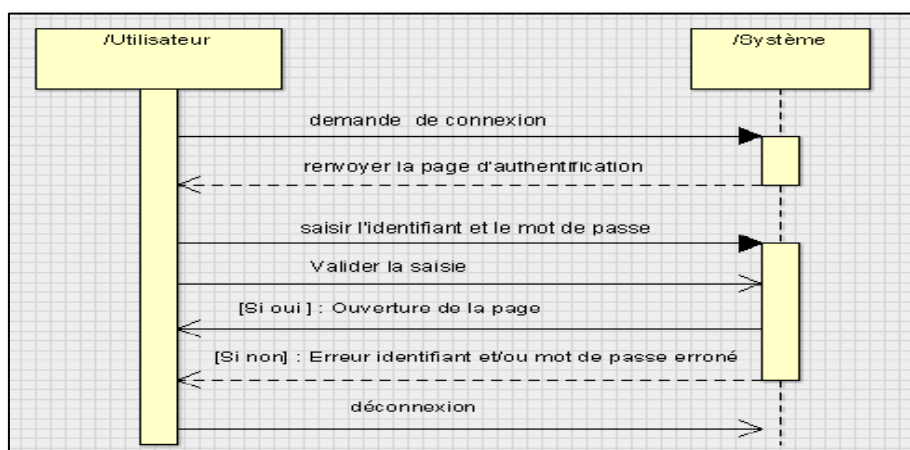 /Utilisateur
/Système
demande de connexion
renvoyer la page d'authentification
saisir l'identifiant et le mot de passe
Valider la saisie
[Si oui ] : Ouverture de la page
[Si non] : Erreur identifiant et/ou mot de passe erroné
déconnexion